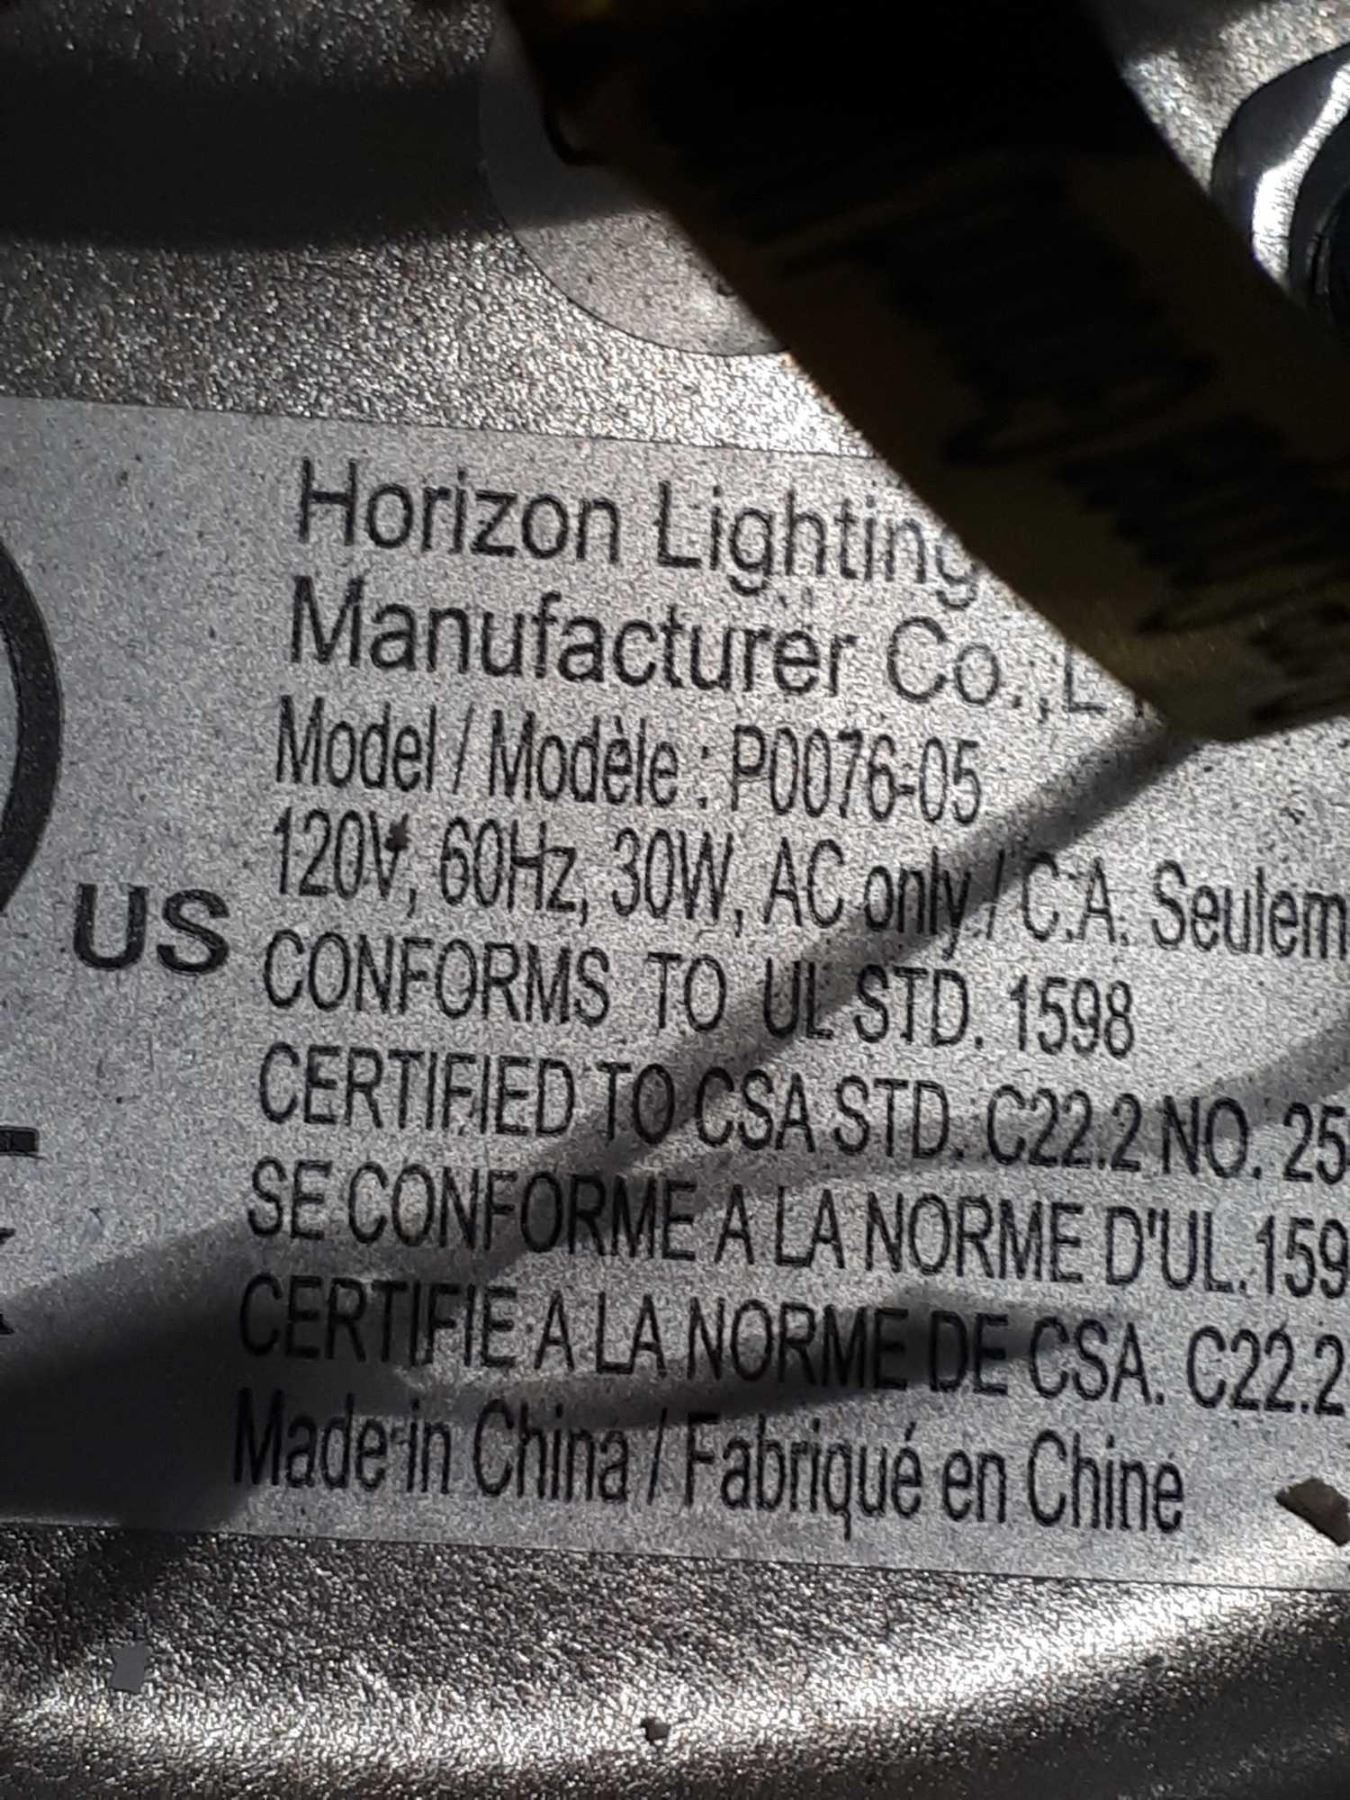 Horizon Lighting
Manufacturer Co.,L
Model / Modèle : P0076-05
120V, 60Hz, 30W, AC only / C.A. Seulem
US
CONFORMS TO UL STD. 1598
CERTIFIED TO CSA STD. C22.2 NO. 25
SE CONFORME A LA NORME D'UL.159
CERTIFIE A LA NORME DE CSA. C22.2
Made in China / Fabriqué en Chine